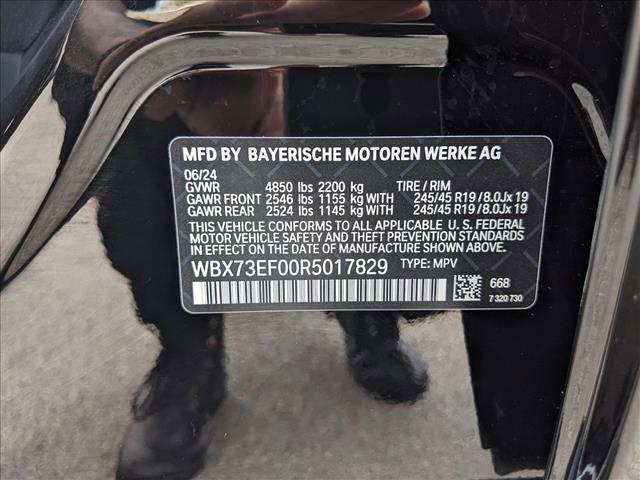 MFD BY BAYERISCHE MOTOREN WERKE AG
06/24
GVWR 4850 lbs 2200 kg TIRE / RIM
GAWR FRONT 2546 lbs 1155 kg WITH 245/45 R19 / 8.0Jx 19
GAWR REAR 2524 lbs 1145 kg WITH 245/45 R19 / 8.0Jx 19
THIS VEHICLE CONFORMS TO ALL APPLICABLE U. S. FEDERAL
MOTOR VEHICLE SAFETY AND THEFT PREVENTION STANDARDS
IN EFFECT ON THE DATE OF MANUFACTURE SHOWN ABOVE.
WBX73EF00R5017829 TYPE: MPV
668
7 320 730